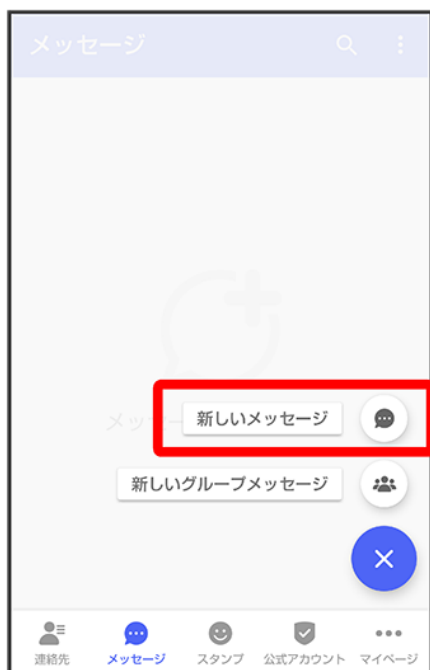 メッセージ
新しいメッセージ
新しいグループメッセージ
連絡先 メッセージ スタンプ 公式アカウント マイページ